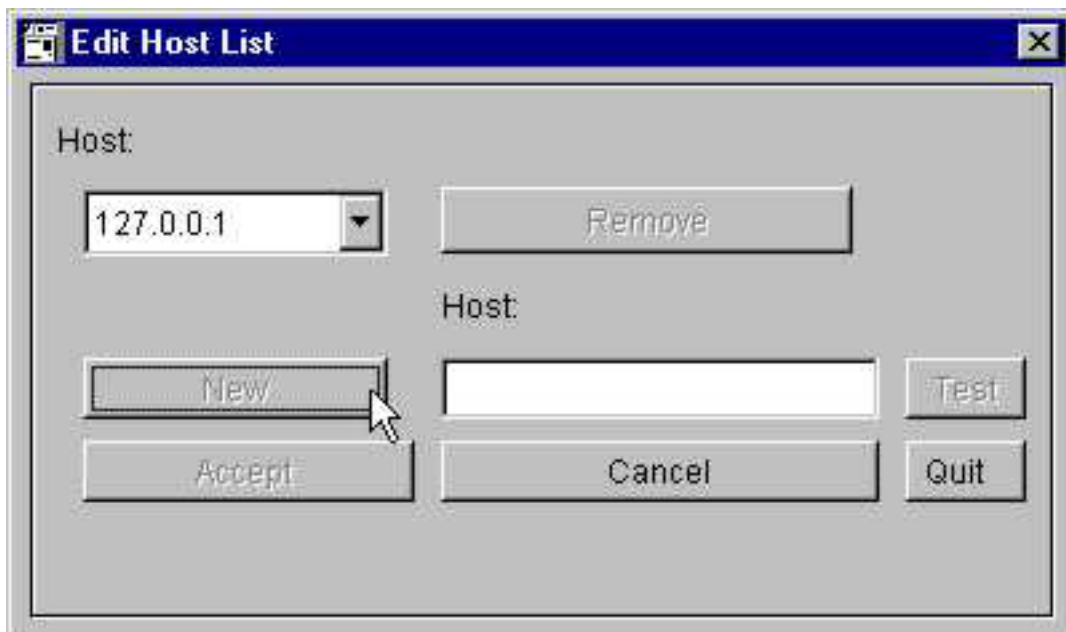 Edit Host List
Host:
127.0.0.1 Remove
Host:
New Test
Accept Cancel Quit